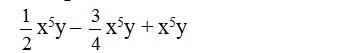 1/2 x⁵y – 3/4 x⁵y + x⁵y